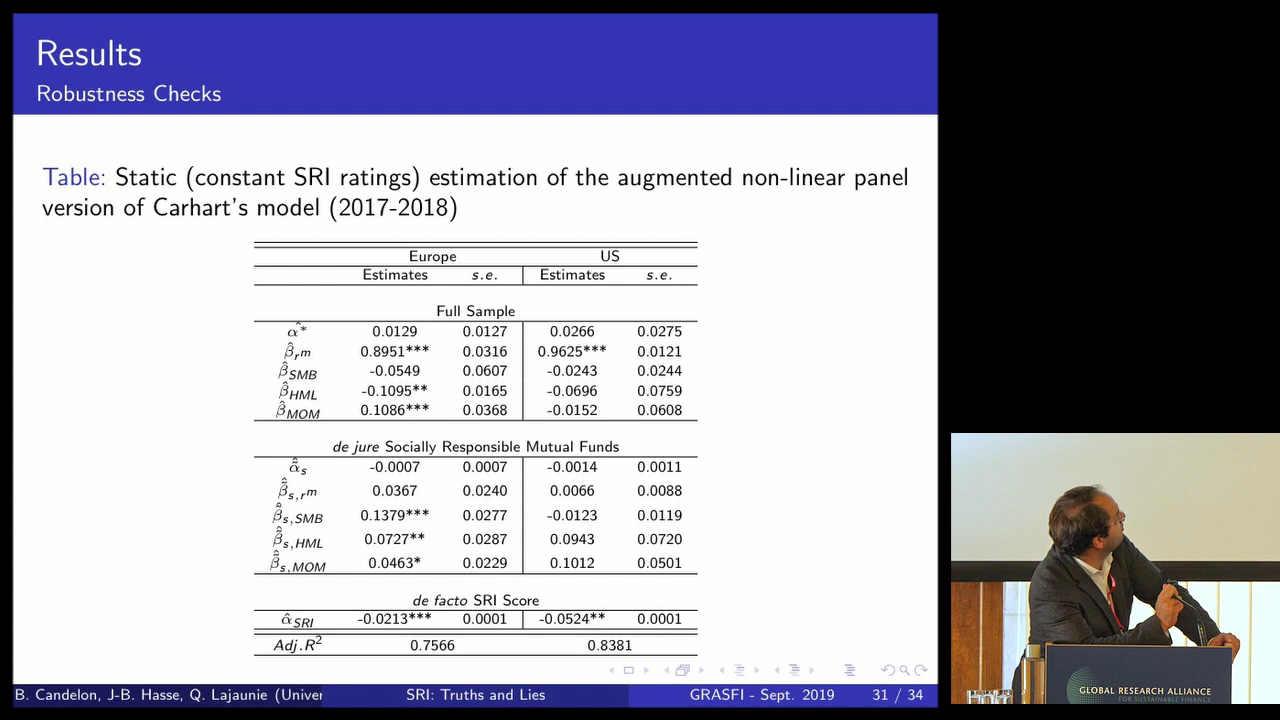 Results
Robustness Checks
Table: Static (constant SRI ratings) estimation of the augmented non-linear panel
version of Carhart's model (2017-2018)
Europe US
Estimates s.e. Estimates s.e.
Full Sample
α̂* 0.0129 0.0127 0.0266 0.0275
β̂rm 0.8951*** 0.0316 0.9625*** 0.0121
β̂SMB -0.0549 0.0607 -0.0243 0.0244
β̂HML -0.1095** 0.0165 -0.0696 0.0759
β̂MOM 0.1086*** 0.0368 -0.0152 0.0608
de jure Socially Responsible Mutual Funds
α̂s -0.0007 0.0007 -0.0014 0.0011
β̂s,rm 0.0367 0.0240 0.0066 0.0088
β̂s,SMB 0.1379*** 0.0277 -0.0123 0.0119
β̂s,HML 0.0727** 0.0287 0.0943 0.0720
β̂s,MOM 0.0463* 0.0229 0.1012 0.0501
de facto SRI Score
α̂SRI -0.0213*** 0.0001 -0.0524** 0.0001
Adj.R² 0.7566 0.8381
B. Candelon, J-B. Hasse, Q. Lajaunie (Univer SRI: Truths and Lies GRASFI - Sept. 2019 31 / 34
GLOBAL RESEARCH ALLIANCE
FOR SUSTAINABLE FINANCE